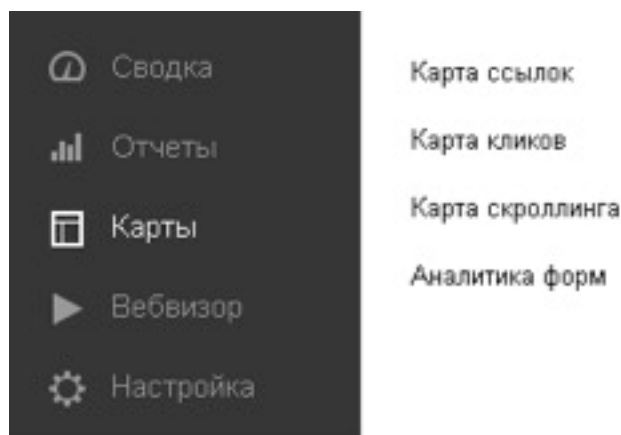 Сводка
Отчеты
Карты
Вебвизор
Настройка
Карта ссылок
Карта кликов
Карта скроллинга
Аналитика форм